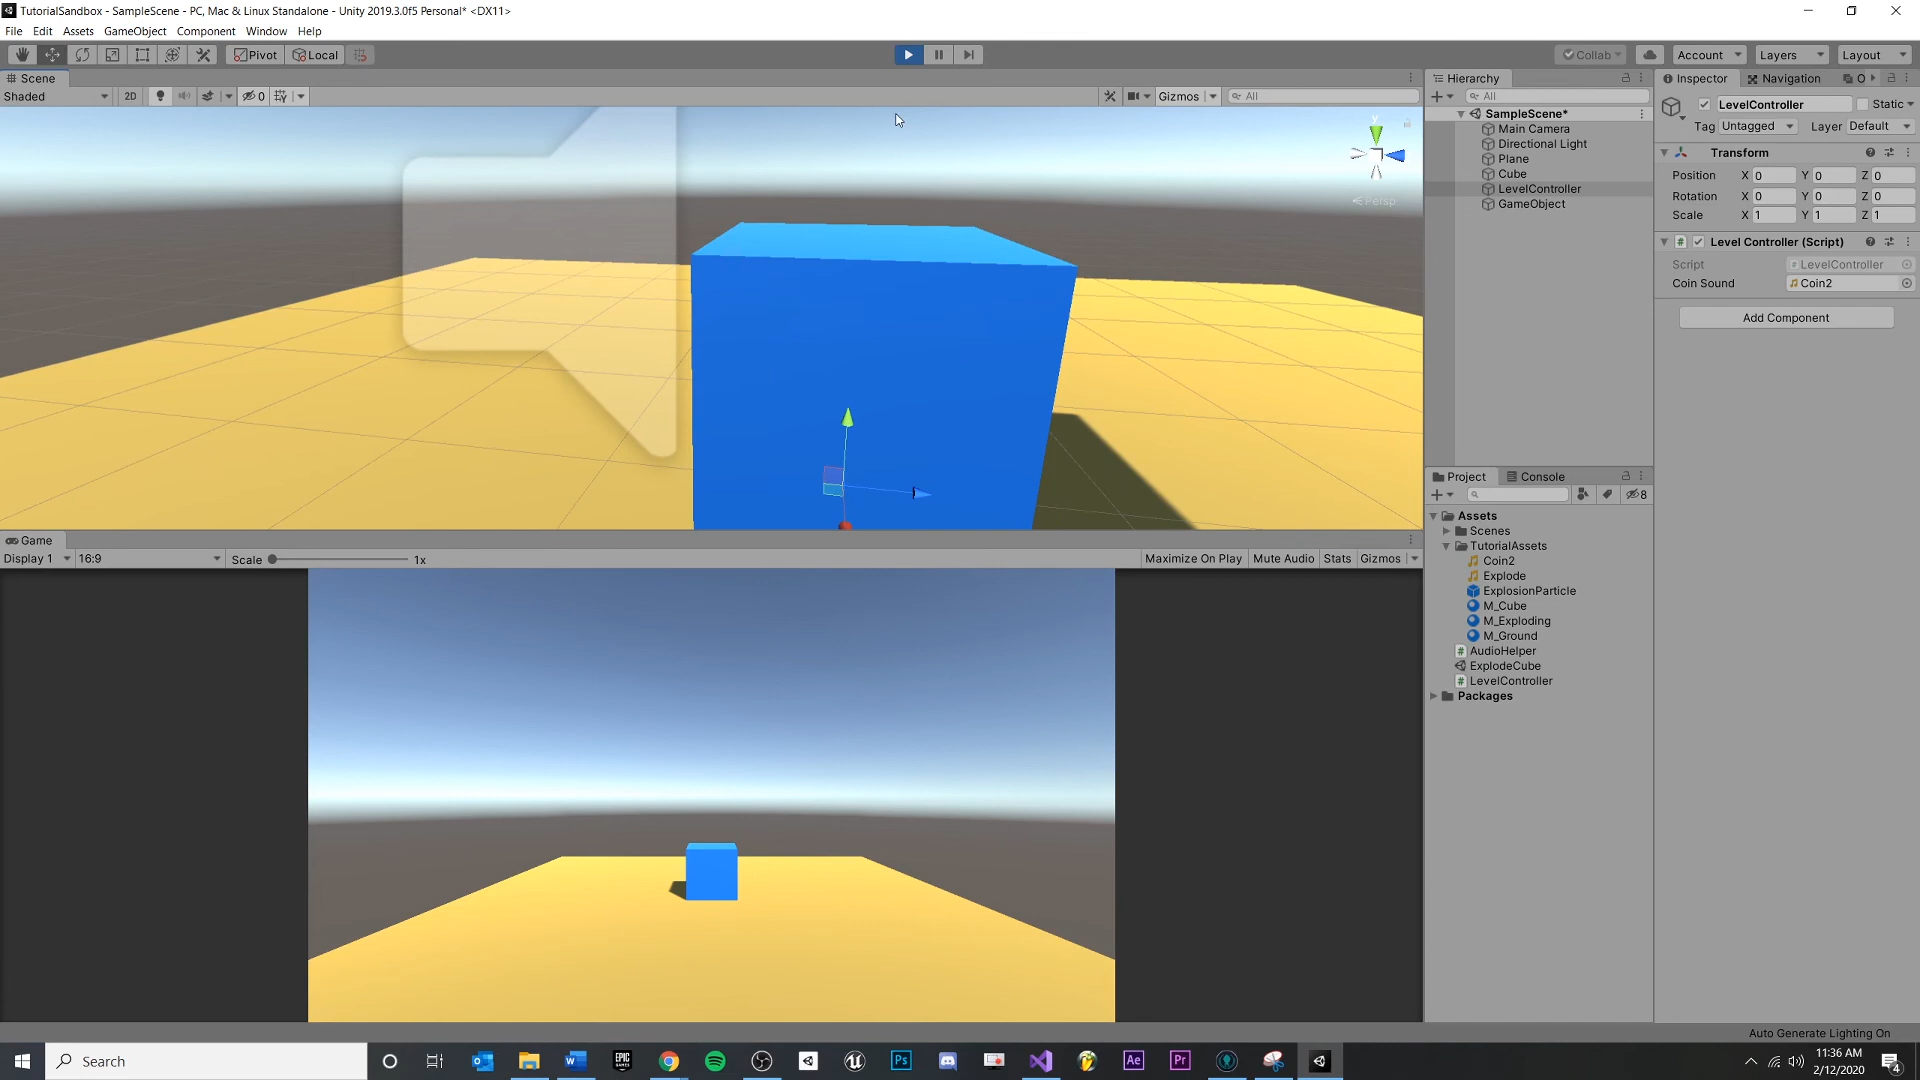 TutorialSandbox - SampleScene - PC, Mac & Linux Standalone - Unity 2019.3.0f5 Personal* <DX11>
File Edit Assets GameObject Component Window Help
Pivot Local Collab Account Layers Layout
Scene
Shaded 2D 0 Gizmos All
y
Persp
Game
Display 1 16:9 Scale 1x Maximize On Play Mute Audio Stats Gizmos
Hierarchy
All
SampleScene*
Main Camera
Directional Light
Plane
Cube
LevelController
GameObject
Project Console
8
Assets
Scenes
TutorialAssets
Coin2
Explode
ExplosionParticle
M_Cube
M_Exploding
M_Ground
AudioHelper
ExplodeCube
LevelController
Packages
Inspector Navigation O
LevelController Static
Tag Untagged Layer Default
Transform
Position X 0 Y 0 Z 0
Rotation X 0 Y 0 Z 0
Scale X 1 Y 1 Z 1
Level Controller (Script)
Script LevelController
Coin Sound Coin2
Add Component
Auto Generate Lighting On
Search
EPIC GAMES
Ps
Ae
Pr
11:36 AM
2/12/2020
4